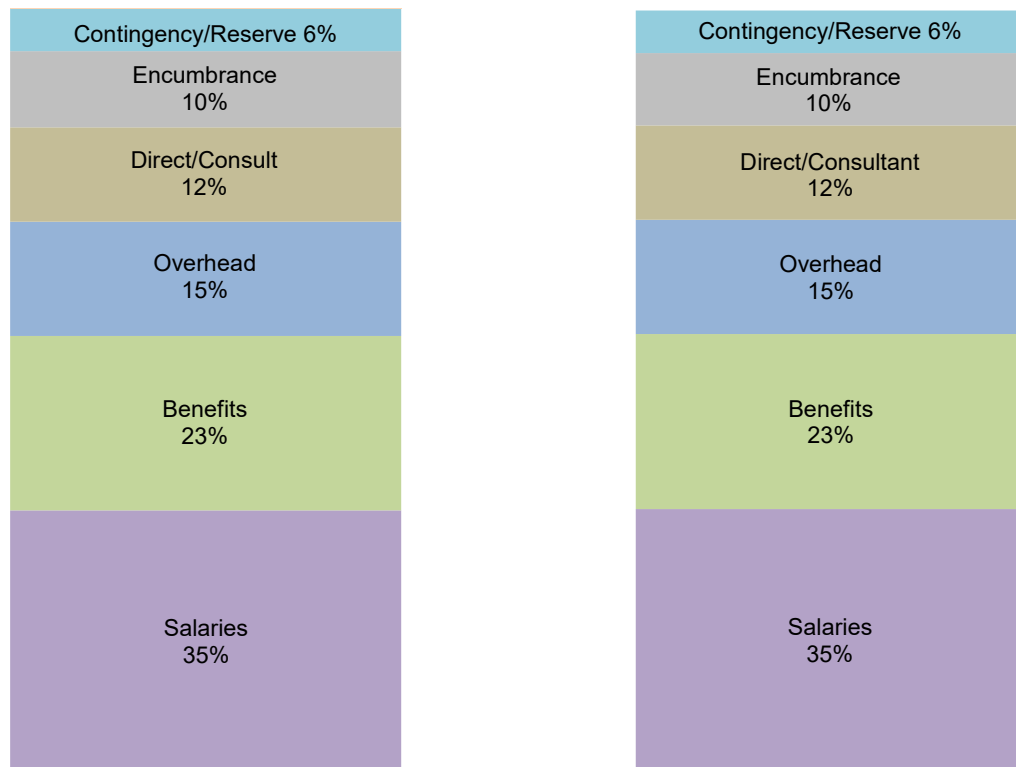 Contingency/Reserve 6%
Encumbrance
10%
Direct/Consult
12%
Overhead
15%
Benefits
23%
Salaries
35%
Contingency/Reserve 6%
Encumbrance
10%
Direct/Consultant
12%
Overhead
15%
Benefits
23%
Salaries
35%